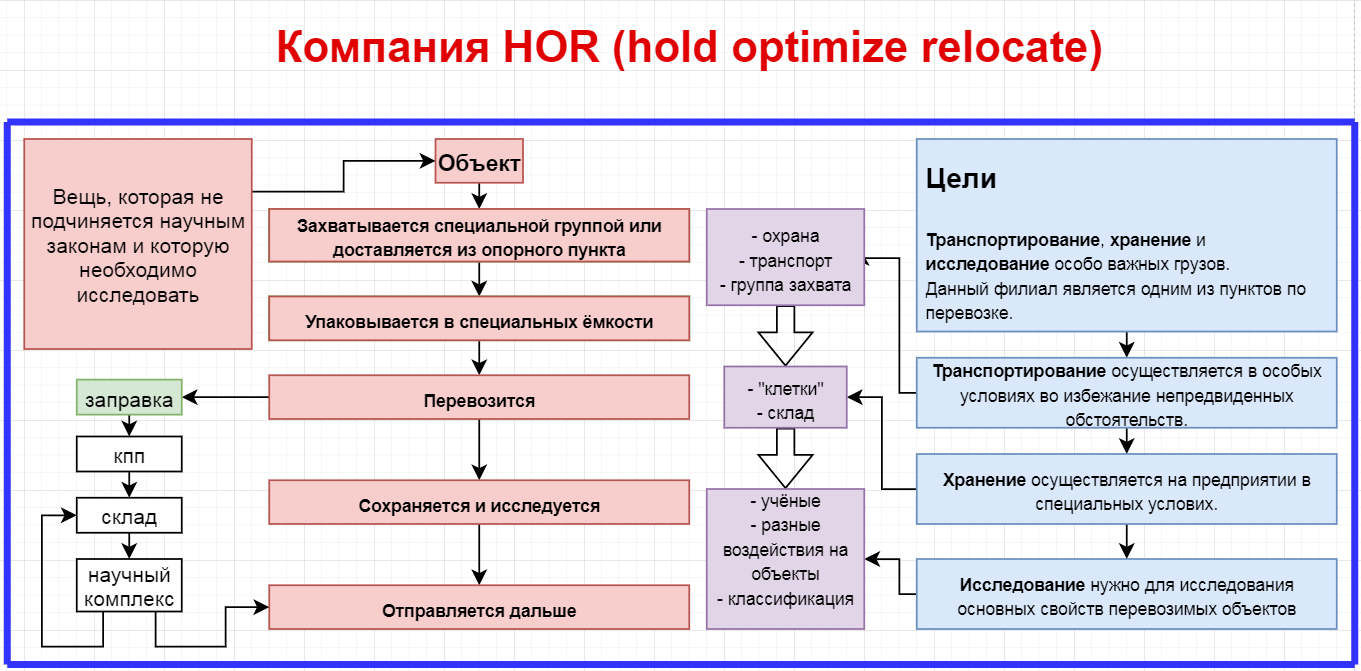 Компания HOR (hold optimize relocate)
Вещь, которая не
подчиняется научным
законам и которую
необходимо
исследовать
Объект
Захватывается специальной группой или
доставляется из опорного пункта
Упаковывается в специальных ёмкости
Перевозится
Сохраняется и исследуется
Отправляется дальше
заправка
кпп
склад
научный
комплекс
- охрана
- транспорт
- группа захвата
- "клетки"
- склад
- учёные
- разные
воздействия на
объекты
- классификация
Цели
Транспортирование, хранение и
исследование особо важных грузов.
Данный филиал является одним из пунктов по
перевозке.
Транспортирование осуществляется в особых
условиях во избежание непредвиденных
обстоятельств.
Хранение осуществляется на предприятии в
специальных услових.
Исследование нужно для исследования
основных свойств перевозимых объектов